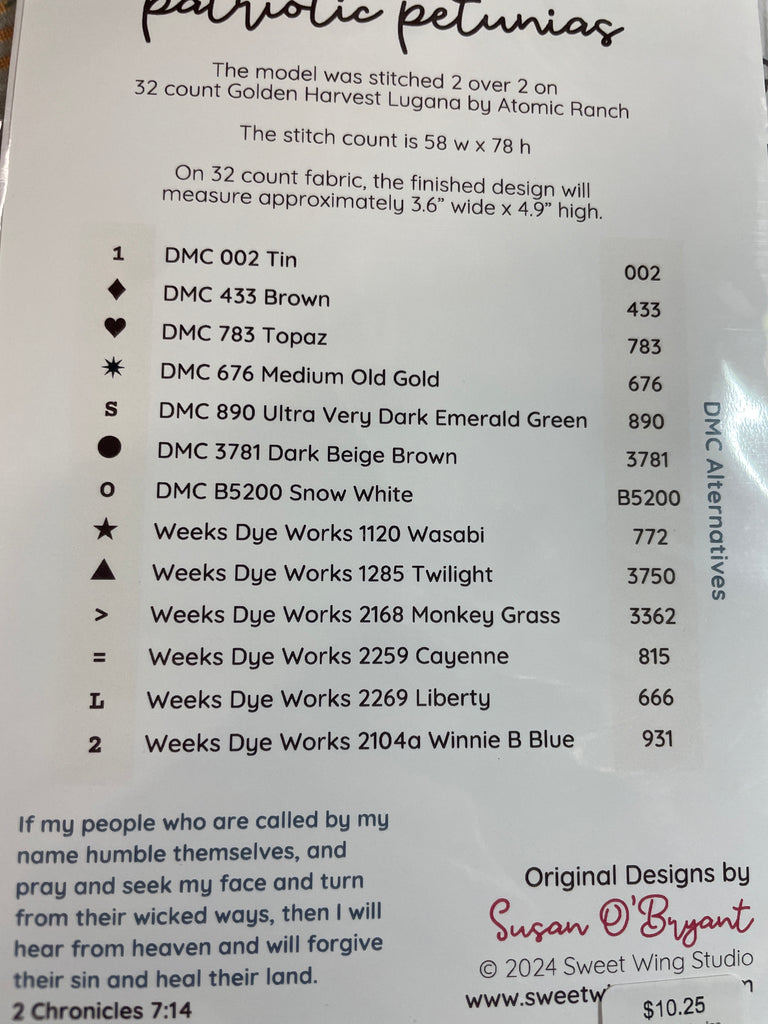 patriotic petunias
The model was stitched 2 over 2 on
32 count Golden Harvest Lugana by Atomic Ranch
The stitch count is 58 w x 78 h
On 32 count fabric, the finished design will
measure approximately 3.6” wide x 4.9” high.
1 DMC 002 Tin 002
♦ DMC 433 Brown 433
♥ DMC 783 Topaz 783
✷ DMC 676 Medium Old Gold 676
S DMC 890 Ultra Very Dark Emerald Green 890
● DMC 3781 Dark Beige Brown 3781
O DMC B5200 Snow White B5200
★ Weeks Dye Works 1120 Wasabi 772
▲ Weeks Dye Works 1285 Twilight 3750
> Weeks Dye Works 2168 Monkey Grass 3362
= Weeks Dye Works 2259 Cayenne 815
L Weeks Dye Works 2269 Liberty 666
2 Weeks Dye Works 2104a Winnie B Blue 931
DMC Alternatives
If my people who are called by my
name humble themselves, and
pray and seek my face and turn
from their wicked ways, then I will
hear from heaven and will forgive
their sin and heal their land.
2 Chronicles 7:14
Original Designs by
Susan O'Bryant
© 2024 Sweet Wing Studio
www.sweetw
$10.25